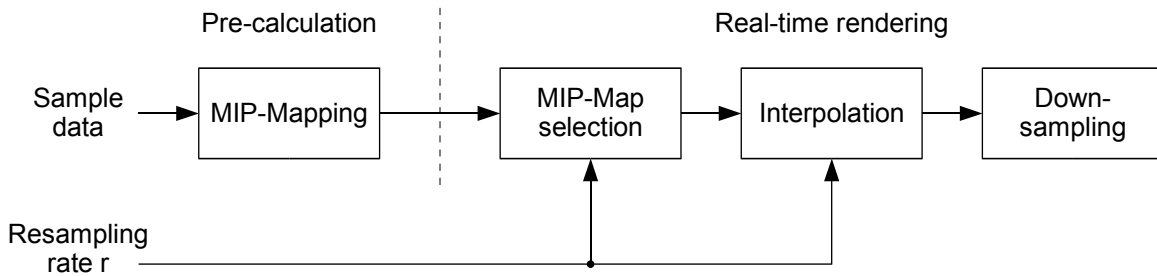 Pre-calculation
Real-time rendering
Sample
data
MIP-Mapping
MIP-Map
selection
Interpolation
Down-
sampling
Resampling
rate r